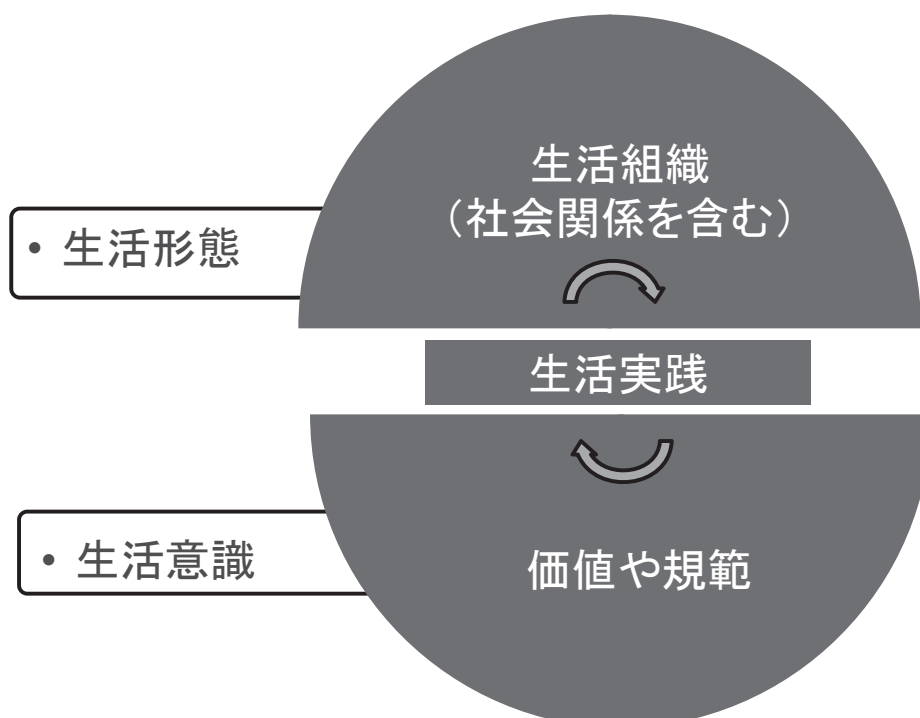 生活組織
（社会関係を含む）
• 生活形態
生活実践
• 生活意識
価値や規範